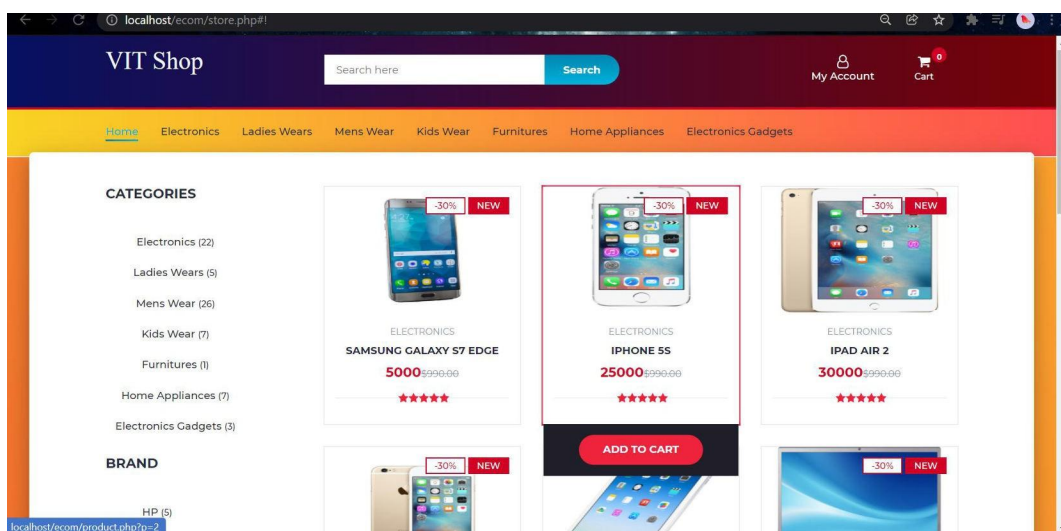 localhost/ecom/store.php#!
VIT Shop
Search here
Search
My Account
0
Cart
Home Electronics Ladies Wears Mens Wear Kids Wear Furnitures Home Appliances Electronics Gadgets
CATEGORIES
Electronics (22)
Ladies Wears (5)
Mens Wear (26)
Kids Wear (7)
Furnitures (1)
Home Appliances (7)
Electronics Gadgets (3)
BRAND
HP (5)
-30% NEW
ELECTRONICS
SAMSUNG GALAXY S7 EDGE
5000 $990.00
-30% NEW
ELECTRONICS
IPHONE 5S
25000 $990.00
ADD TO CART
-30% NEW
ELECTRONICS
IPAD AIR 2
30000 $990.00
-30% NEW
-30% NEW
localhost/ecom/product.php?p=2